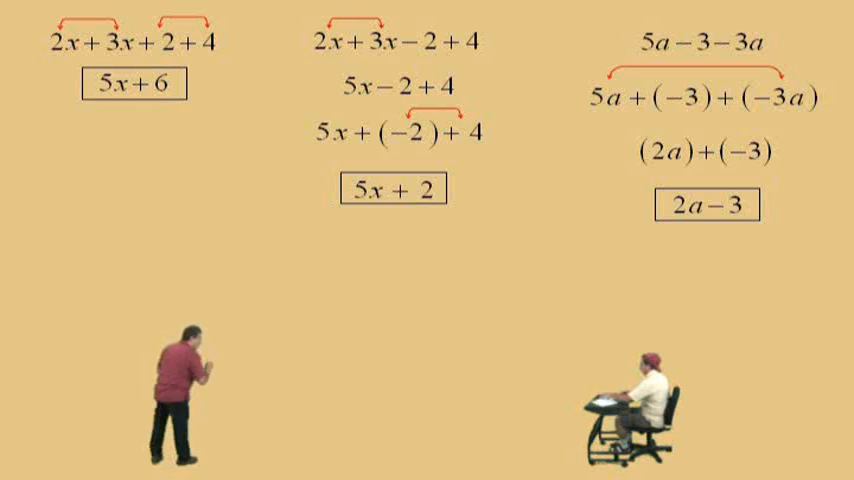 2x+3x+2+4
5x+6
2x+3x−2+4
5x−2+4
5x+(−2)+4
5x + 2
5a−3−3a
5a+(−3)+(−3a)
(2a)+(−3)
2a−3